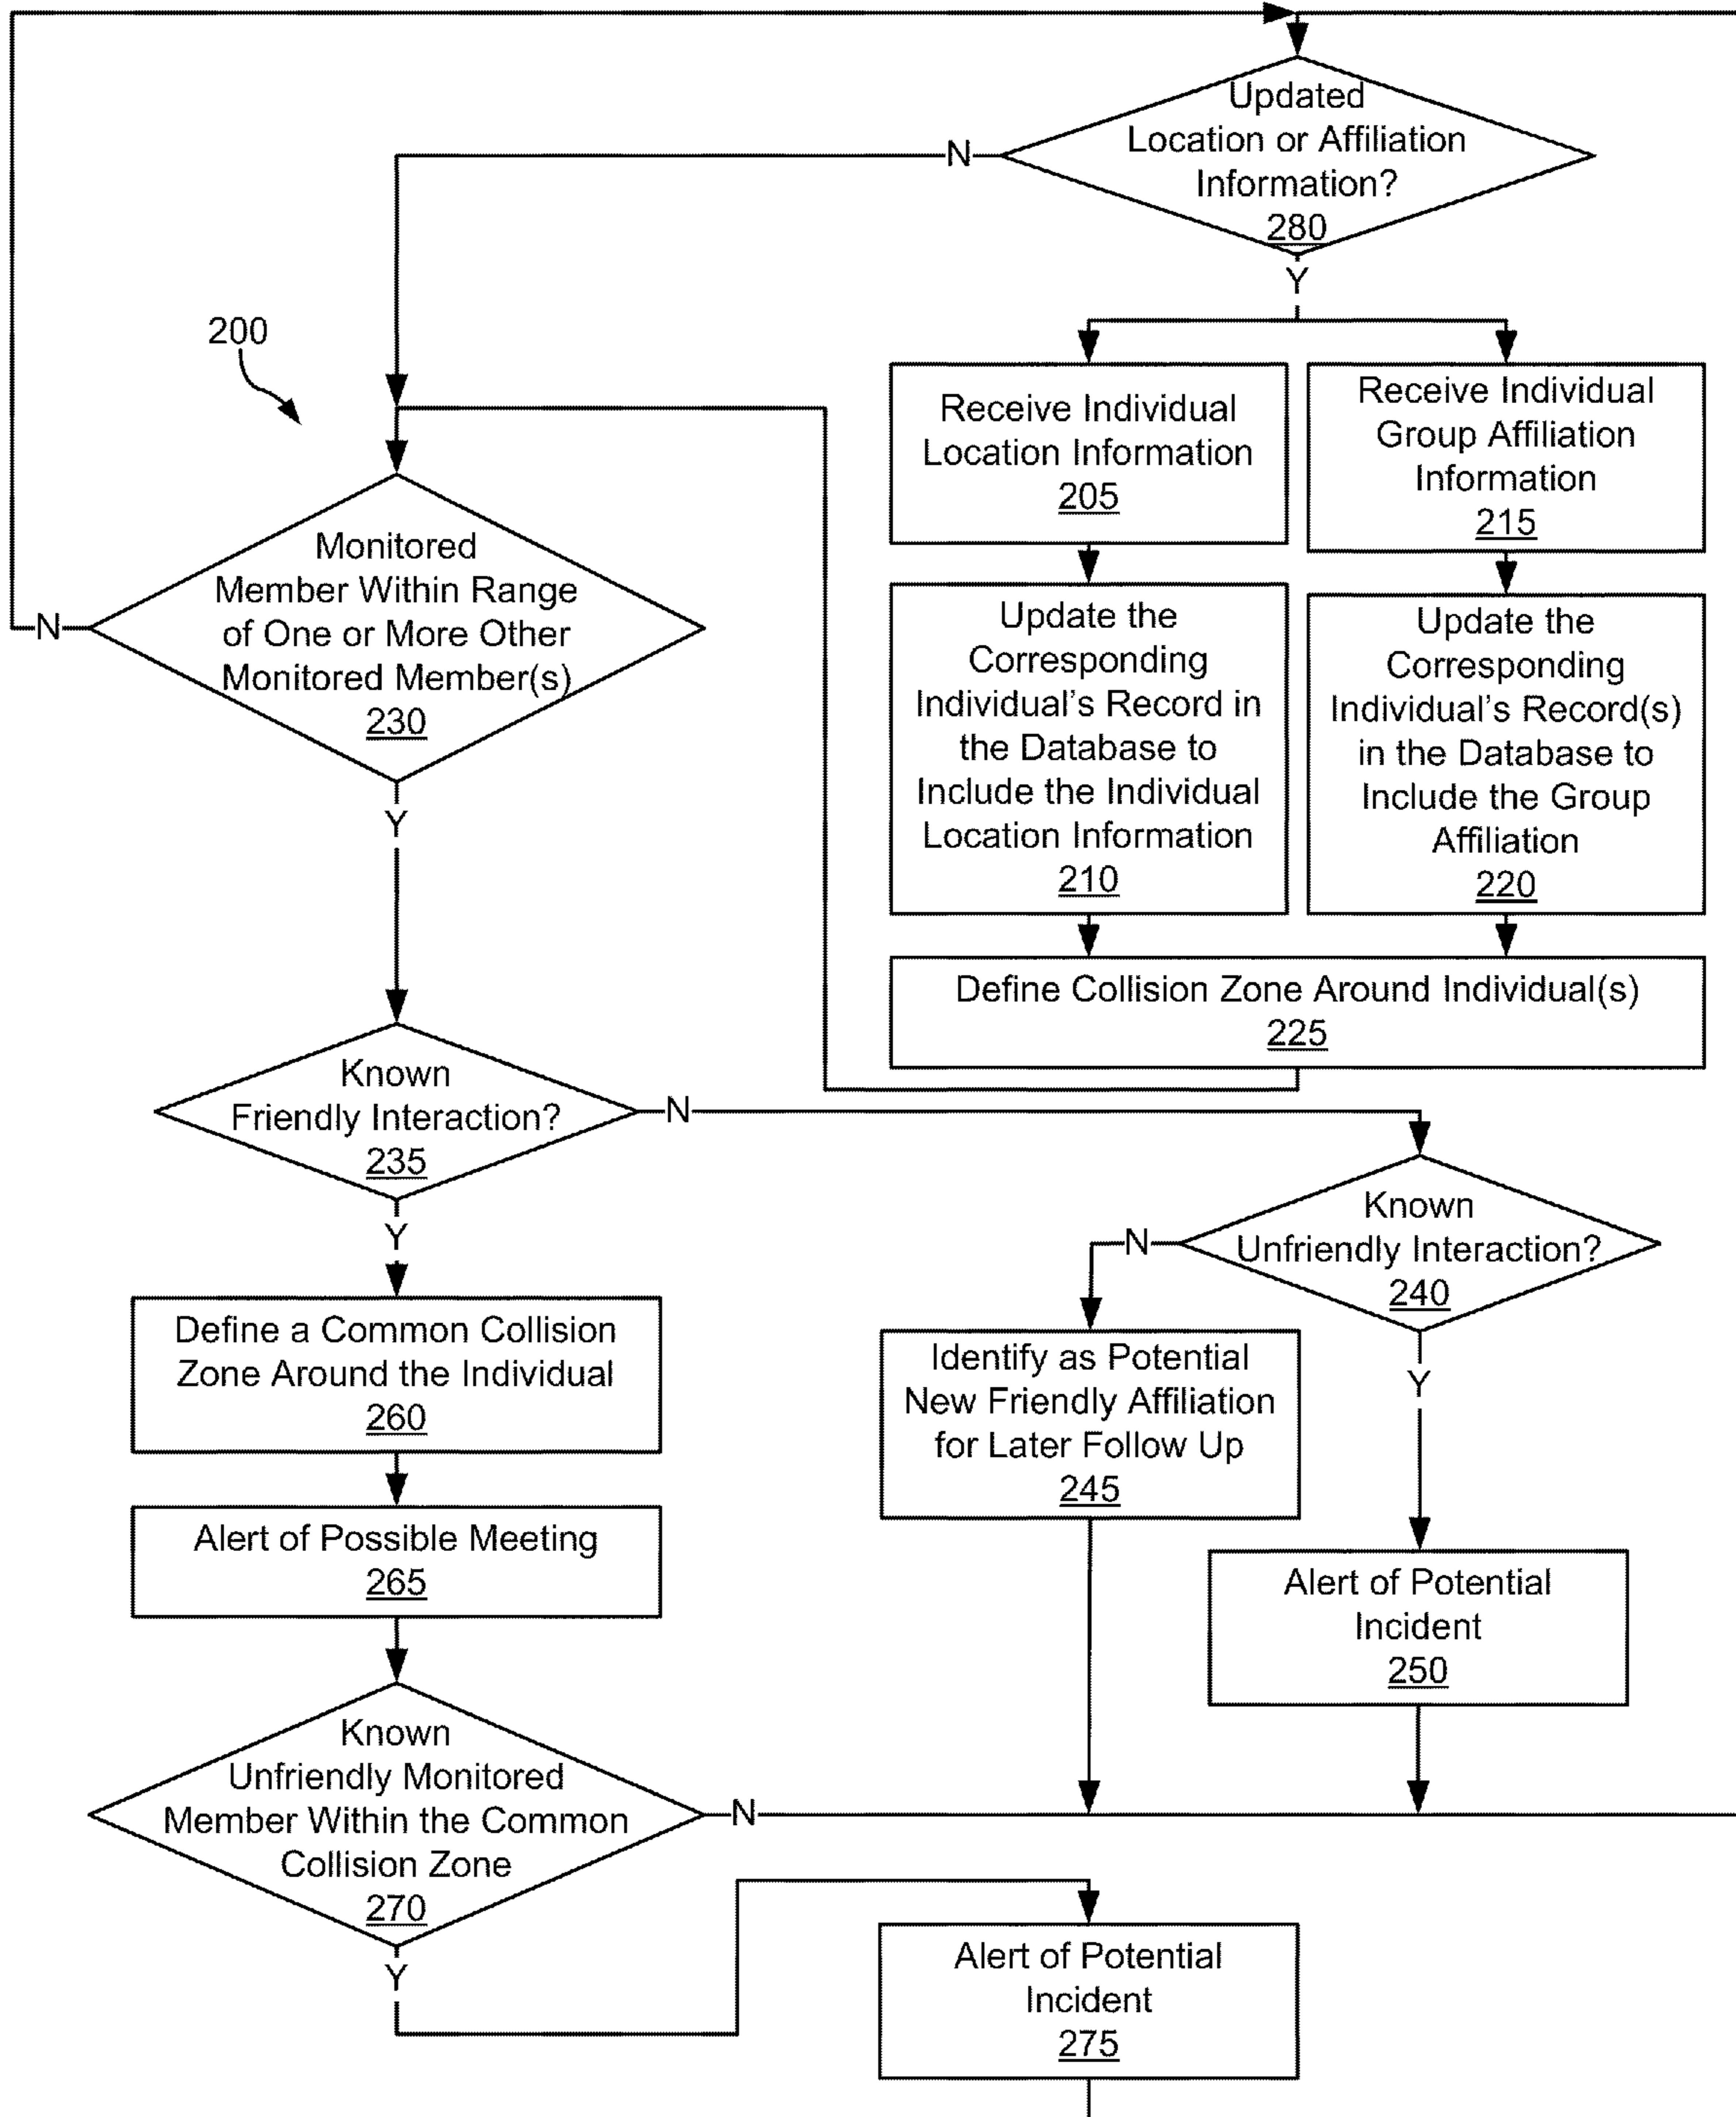 Updated
Location or Affiliation
Information?
280
N
Y
200
Receive Individual
Location Information
205
Receive Individual
Group Affiliation
Information
215
Monitored
Member Within Range
of One or More Other
Monitored Member(s)
230
N
Y
Update the
Corresponding
Individual's Record in
the Database to
Include the Individual
Location Information
210
Update the
Corresponding
Individual's Record(s)
in the Database to
Include the Group
Affiliation
220
Define Collision Zone Around Individual(s)
225
Known
Friendly Interaction?
235
N
Y
Known
Unfriendly Interaction?
240
N
Y
Define a Common Collision
Zone Around the Individual
260
Identify as Potential
New Friendly Affiliation
for Later Follow Up
245
Alert of Possible Meeting
265
Alert of Potential
Incident
250
Known
Unfriendly Monitored
Member Within the Common
Collision Zone
270
N
Y
Alert of Potential
Incident
275